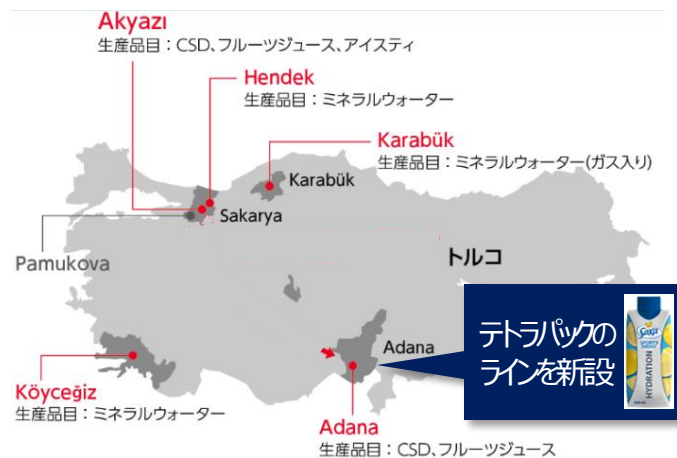 Akyazı
生産品目：CSD、フルーツジュース、アイスティ
Hendek
生産品目：ミネラルウォーター
Karabük
生産品目：ミネラルウォーター(ガス入り)
Karabük
Sakarya
Pamukova
トルコ
テトラパックの
ラインを新設
Saka
SPORTS
DRINK
HYDRATION
Adana
Köyceğiz
生産品目：ミネラルウォーター
Adana
生産品目：CSD、フルーツジュース